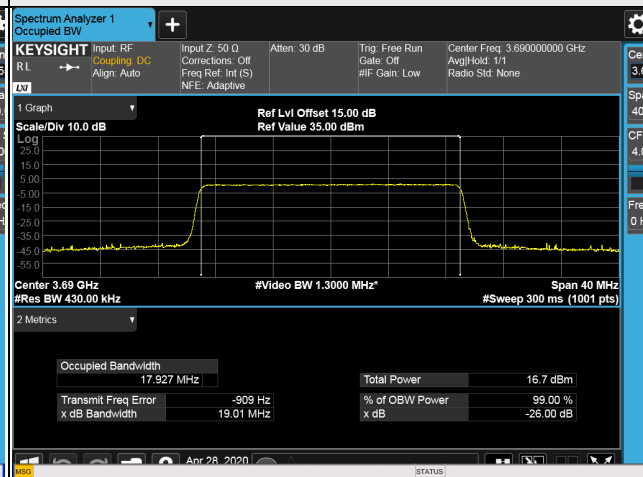 Spectrum Analyzer 1
Occupied BW
KEYSIGHT Input: RF Input Z: 50 Ω Atten: 30 dB Trig: Free Run Center Freq: 3.690000000 GHz
RL Coupling: DC Corrections: Off Gate: Off Avg|Hold: 1/1
Align: Auto Freq Ref: Int (S) #IF Gain: Low Radio Std: None
LXI NFE: Adaptive
1 Graph Ref Lvl Offset 15.00 dB
Scale/Div 10.0 dB Ref Value 35.00 dBm
Log
25.0
15.0
5.00
-5.00
-15.0
-25.0
-35.0
-45.0
-55.0
Center 3.69 GHz #Video BW 1.3000 MHz* Span 40 MHz
#Res BW 430.00 kHz #Sweep 300 ms (1001 pts)
2 Metrics
Occupied Bandwidth
17.927 MHz Total Power 16.7 dBm
Transmit Freq Error -909 Hz % of OBW Power 99.00 %
x dB Bandwidth 19.01 MHz x dB -26.00 dB
Apr 28, 2020
MSG STATUS